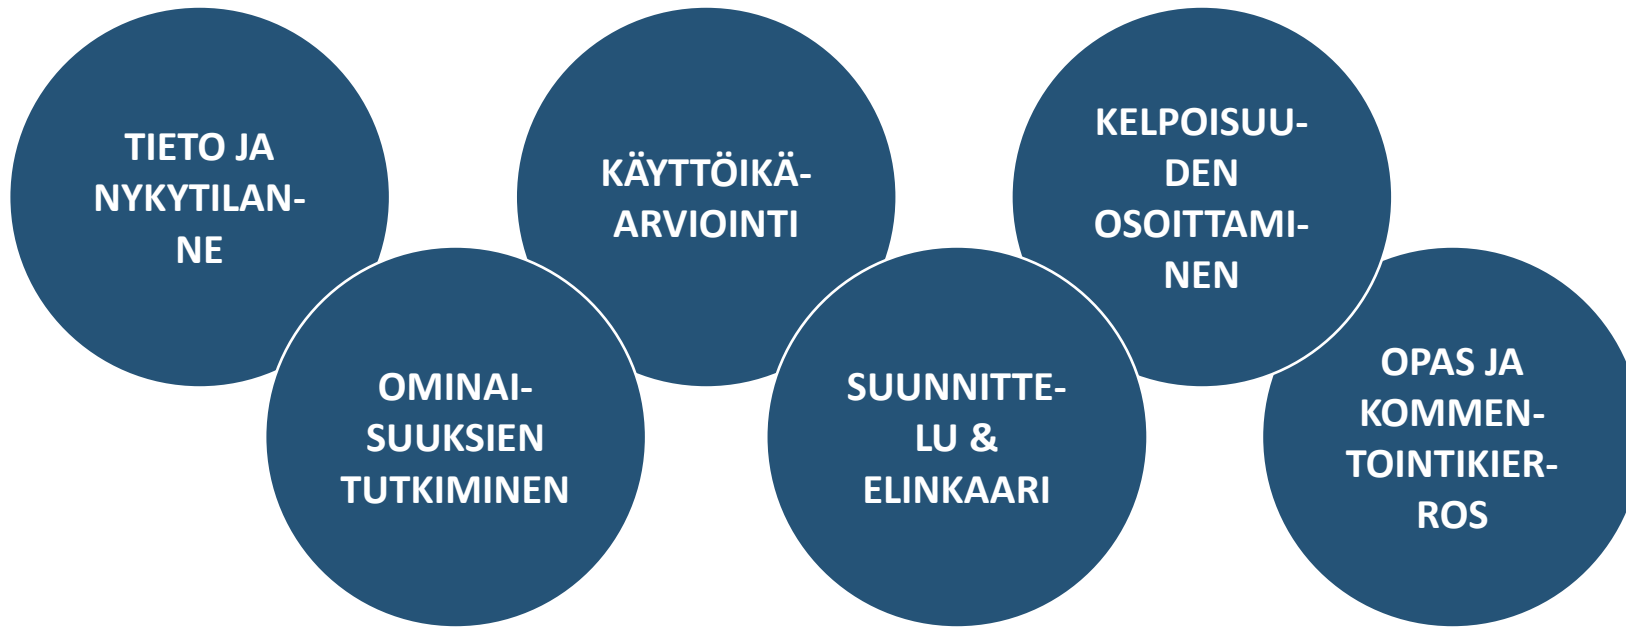 TIETO JA
NYKYTILAN-
NE
OMINAI-
SUUKSIEN
TUTKIMINEN
KÄYTTÖIKÄ-
ARVIOINTI
SUUNNITTE-
LU &
ELINKAARI
KELPOISUU-
DEN
OSOITTAMI-
NEN
OPAS JA
KOMMEN-
TOINTIKIER-
ROS